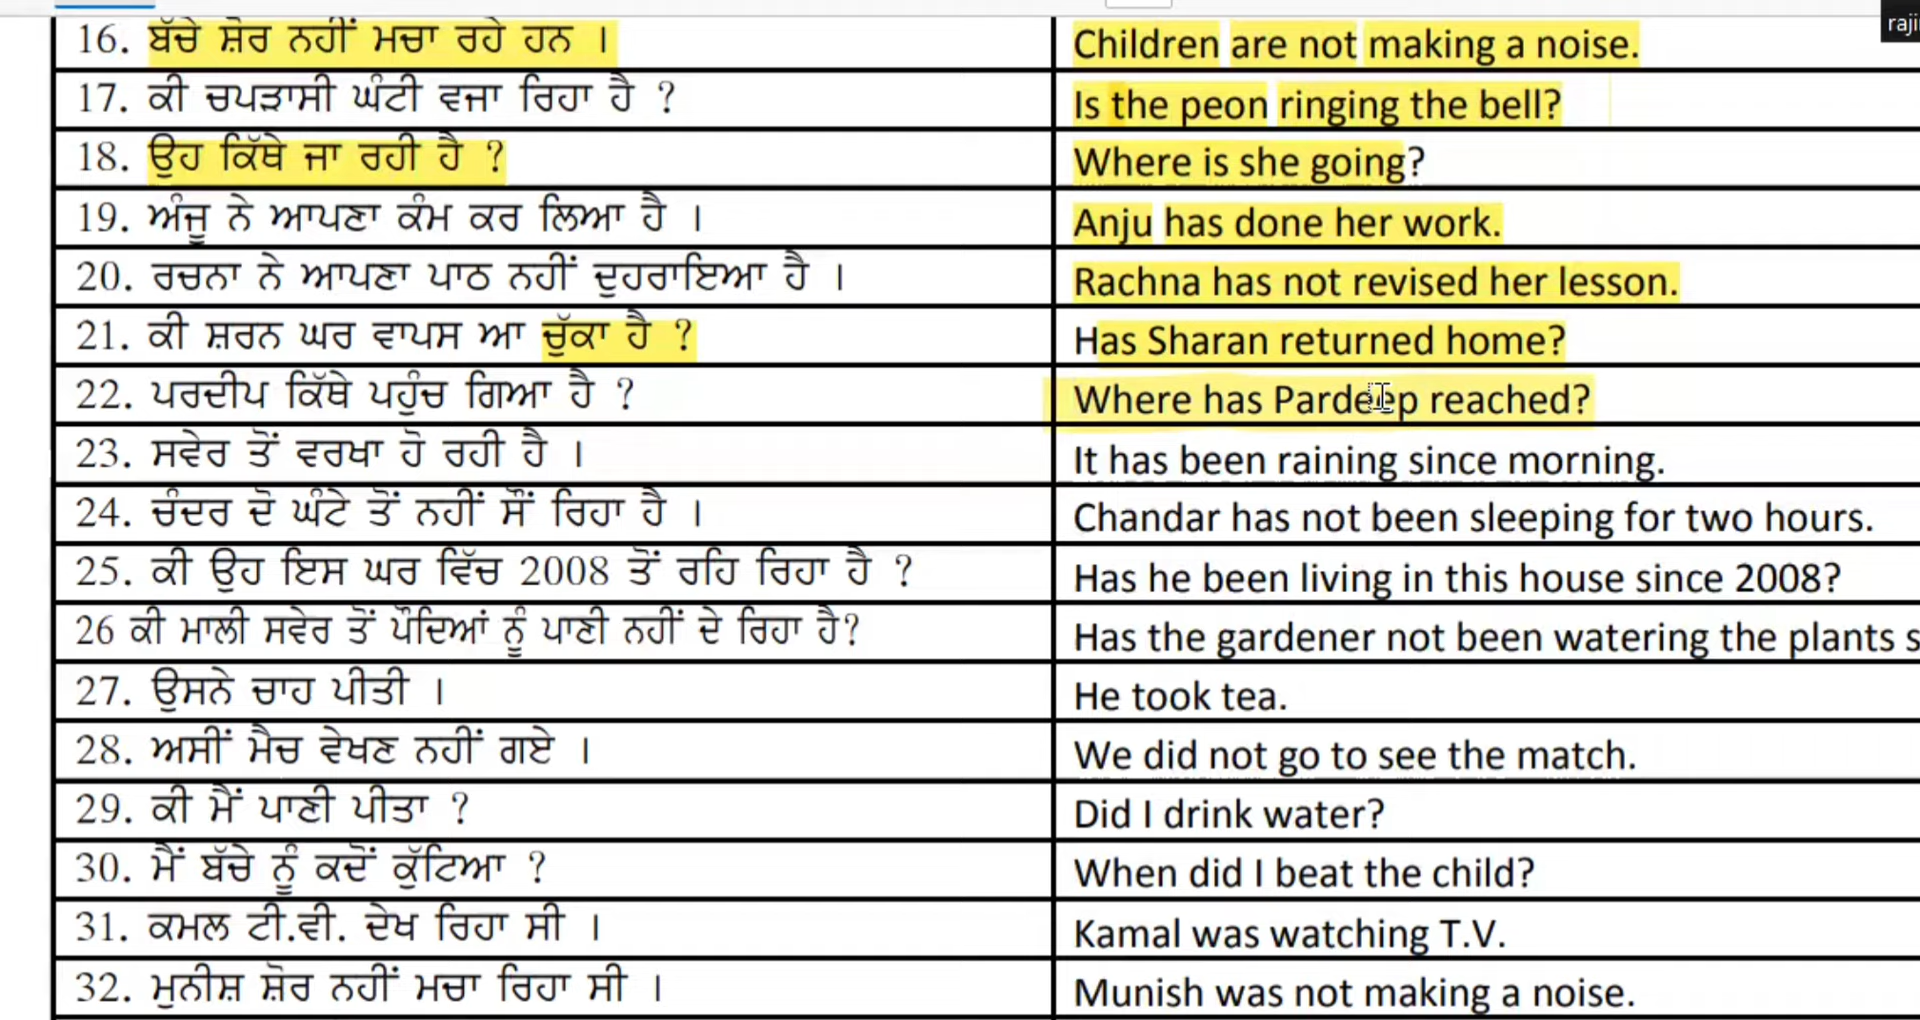 raji
16. ਬੱਚੇ ਸ਼ੋਰ ਨਹੀਂ ਮਚਾ ਰਹੇ ਹਨ । Children are not making a noise.
17. ਕੀ ਚਪੜਾਸੀ ਘੰਟੀ ਵਜਾ ਰਿਹਾ ਹੈ ? Is the peon ringing the bell?
18. ਉਹ ਕਿੱਥੇ ਜਾ ਰਹੀ ਹੈ ? Where is she going?
19. ਅੰਜੂ ਨੇ ਆਪਣਾ ਕੰਮ ਕਰ ਲਿਆ ਹੈ । Anju has done her work.
20. ਰਚਨਾ ਨੇ ਆਪਣਾ ਪਾਠ ਨਹੀਂ ਦੁਹਰਾਇਆ ਹੈ । Rachna has not revised her lesson.
21. ਕੀ ਸ਼ਰਨ ਘਰ ਵਾਪਸ ਆ ਚੁੱਕਾ ਹੈ ? Has Sharan returned home?
22. ਪਰਦੀਪ ਕਿੱਥੇ ਪਹੁੰਚ ਗਿਆ ਹੈ ? Where has Pardeep reached?
23. ਸਵੇਰ ਤੋਂ ਵਰਖਾ ਹੋ ਰਹੀ ਹੈ । It has been raining since morning.
24. ਚੰਦਰ ਦੋ ਘੰਟੇ ਤੋਂ ਨਹੀਂ ਸੌਂ ਰਿਹਾ ਹੈ । Chandar has not been sleeping for two hours.
25. ਕੀ ਉਹ ਇਸ ਘਰ ਵਿੱਚ 2008 ਤੋਂ ਰਹਿ ਰਿਹਾ ਹੈ ? Has he been living in this house since 2008?
26 ਕੀ ਮਾਲੀ ਸਵੇਰ ਤੋਂ ਪੌਦਿਆਂ ਨੂੰ ਪਾਣੀ ਨਹੀਂ ਦੇ ਰਿਹਾ ਹੈ? Has the gardener not been watering the plants s
27. ਉਸਨੇ ਚਾਹ ਪੀਤੀ । He took tea.
28. ਅਸੀਂ ਮੈਚ ਵੇਖਣ ਨਹੀਂ ਗਏ । We did not go to see the match.
29. ਕੀ ਮੈਂ ਪਾਣੀ ਪੀਤਾ ? Did I drink water?
30. ਮੈਂ ਬੱਚੇ ਨੂੰ ਕਦੋਂ ਕੁੱਟਿਆ ? When did I beat the child?
31. ਕਮਲ ਟੀ.ਵੀ. ਦੇਖ ਰਿਹਾ ਸੀ । Kamal was watching T.V.
32. ਮੁਨੀਸ਼ ਸ਼ੋਰ ਨਹੀਂ ਮਚਾ ਰਿਹਾ ਸੀ । Munish was not making a noise.